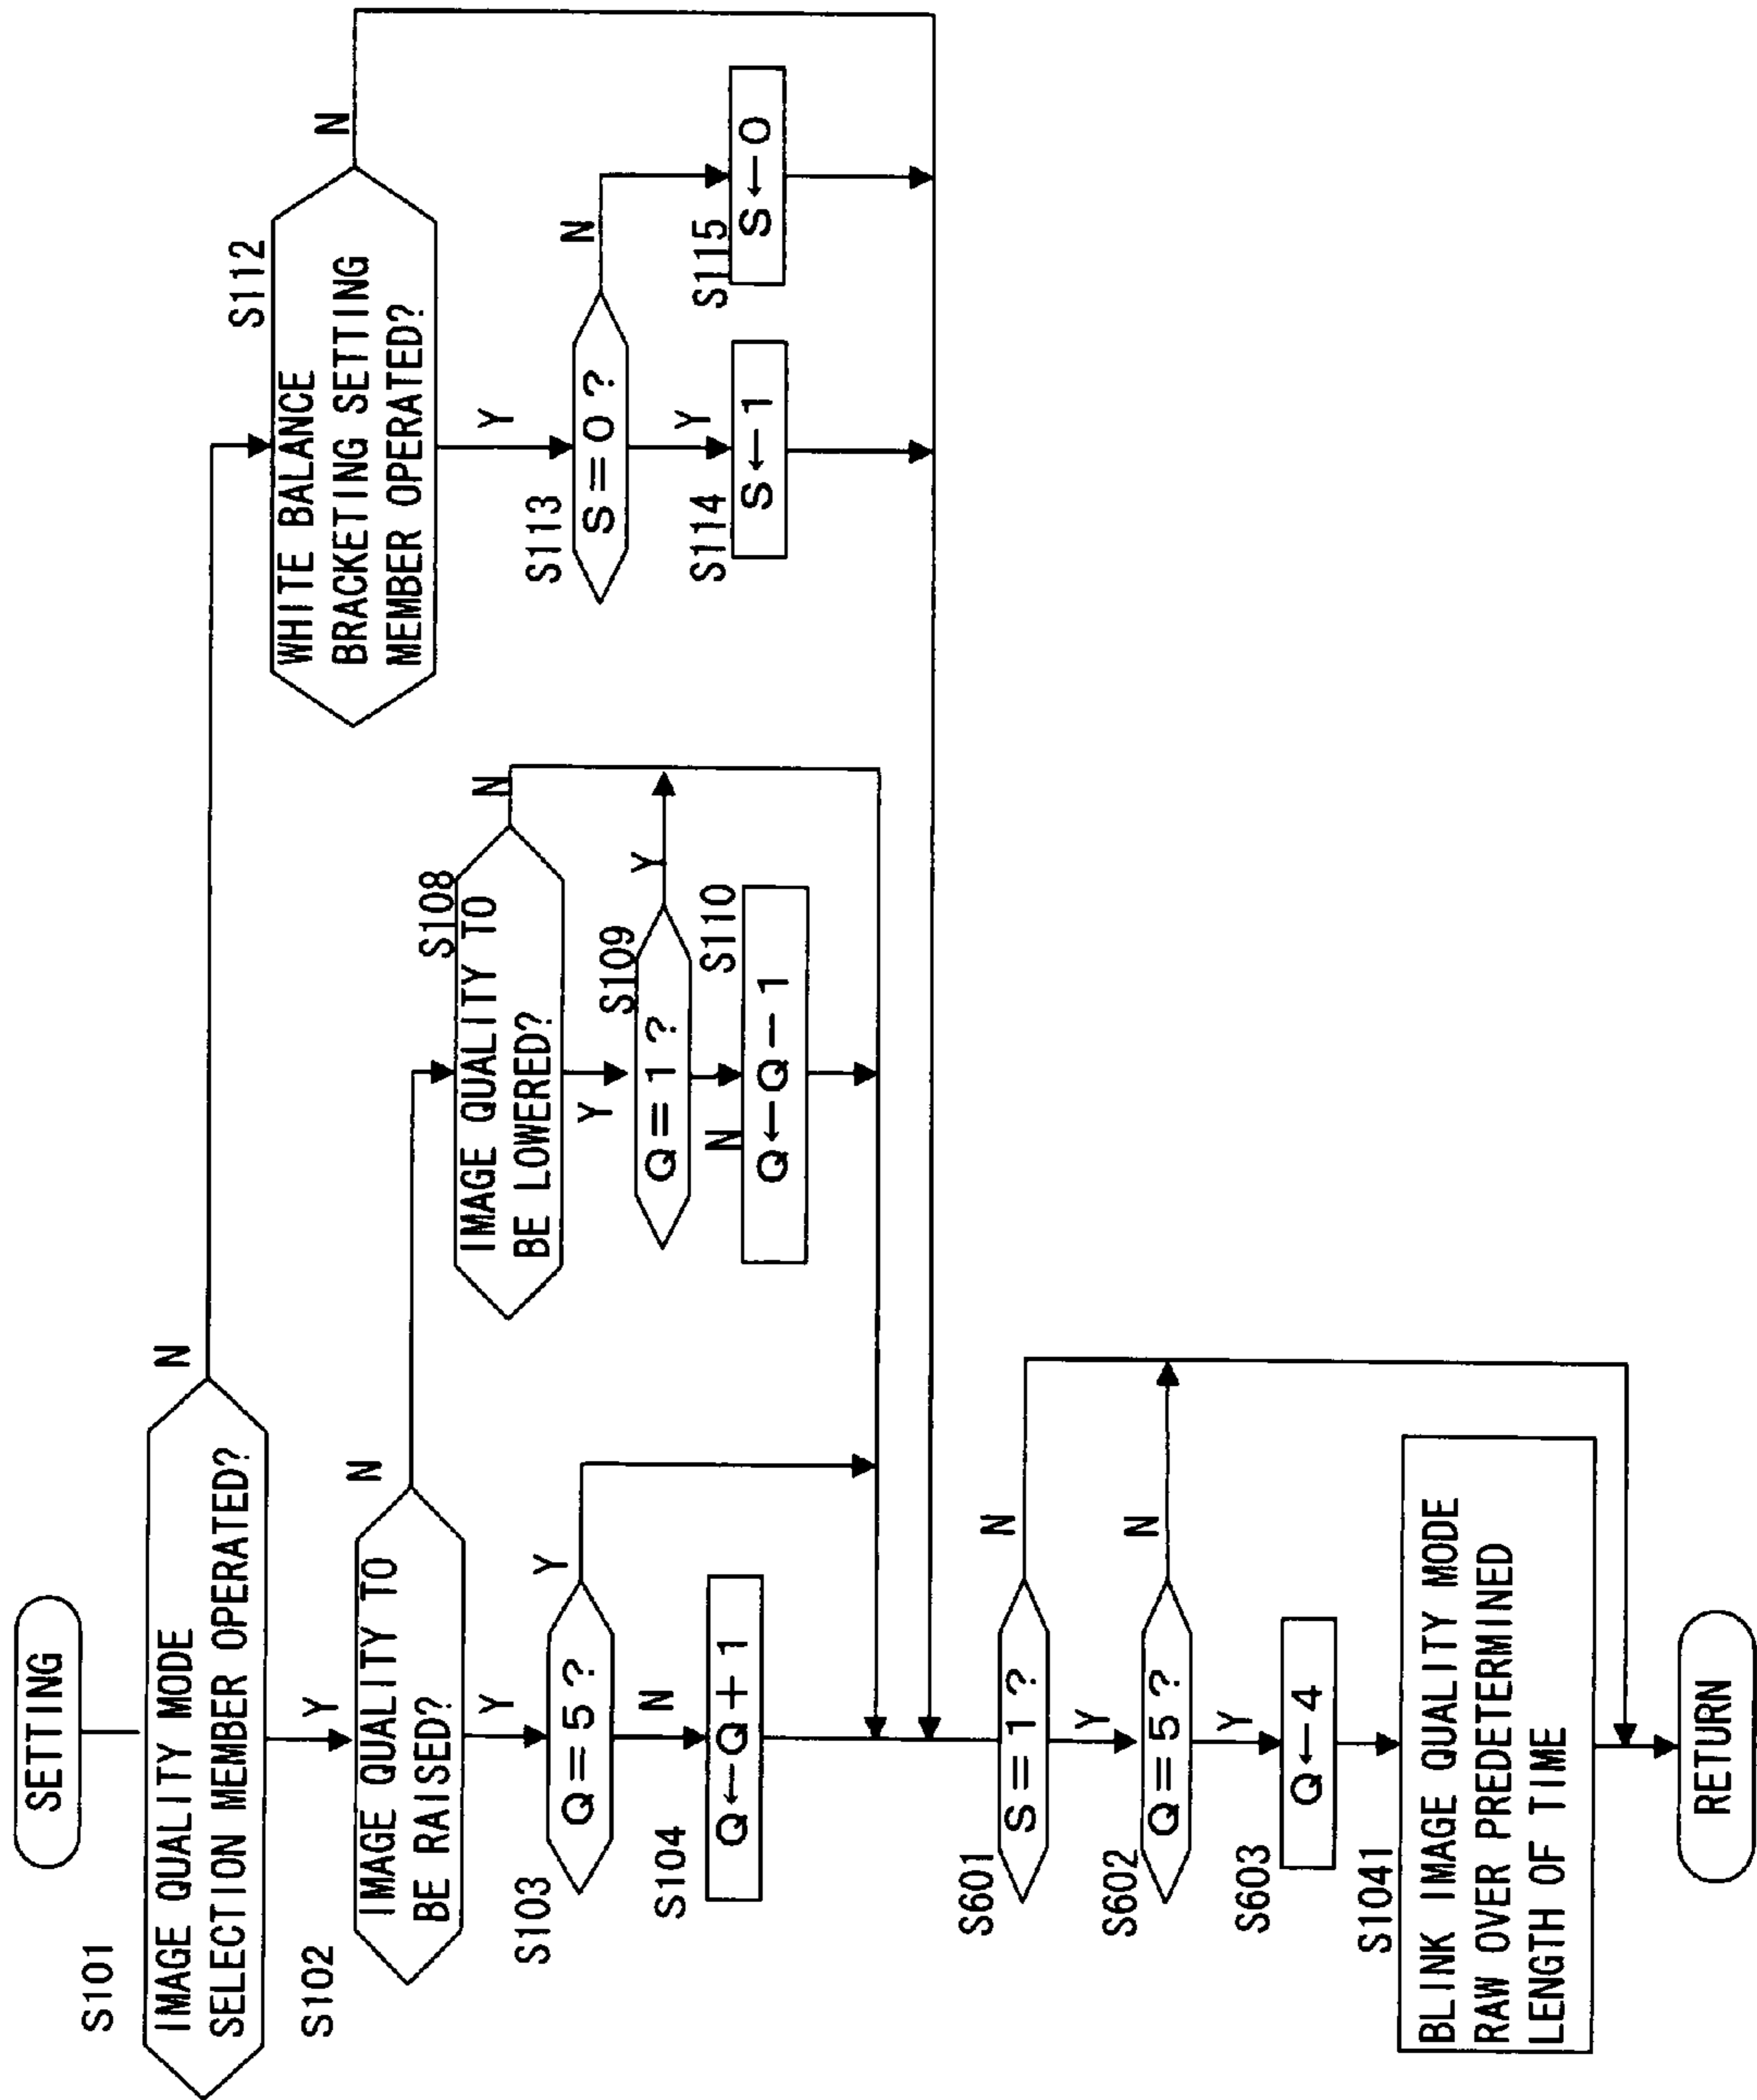 SETTING
S101
IMAGE QUALITY MODE
SELECTION MEMBER OPERATED?
N
Y
S102
IMAGE QUALITY TO
BE RAISED?
N
Y
S103
Q=5?
Y
N
S104
Q←Q+1
S108
IMAGE QUALITY TO
BE LOWERED?
N
Y
S109
Q=1?
Y
N
S110
Q←Q−1
S112
WHITE BALANCE
BRACKETING SETTING
MEMBER OPERATED?
N
Y
S113
S=0?
N
Y
S114
S←1
S115
S←0
S601
S=1?
N
Y
S602
Q=5?
N
Y
S603
Q←4
S1041
BLINK IMAGE QUALITY MODE
RAW OVER PREDETERMINED
LENGTH OF TIME
RETURN